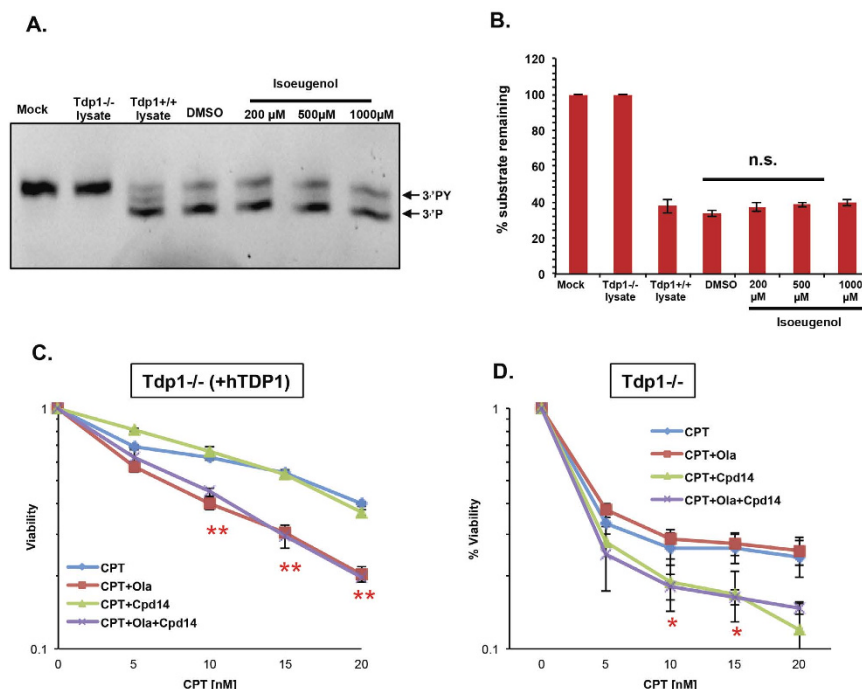 A.
Isoeugenol
Mock
Tdp1-/-
lysate
Tdp1+/+
lysate
DMSO
200 µM
500µM
1000µM
3-'PY
3-'P
B.
% substrate remaining
120
100
80
60
40
20
0
n.s.
Mock
Tdp1-/-
lysate
Tdp1+/+
lysate
DMSO
200
µM
500
µM
1000
µM
Isoeugenol
C.
Tdp1-/- (+hTDP1)
Viability
1
0.1
**
**
**
CPT
CPT+Ola
CPT+Cpd14
CPT+Ola+Cpd14
0
5
10
15
20
CPT [nM]
D.
Tdp1-/-
% Viability
1
0.1
CPT
CPT+Ola
CPT+Cpd14
CPT+Ola+Cpd14
*
*
0
5
10
15
20
CPT [nM]